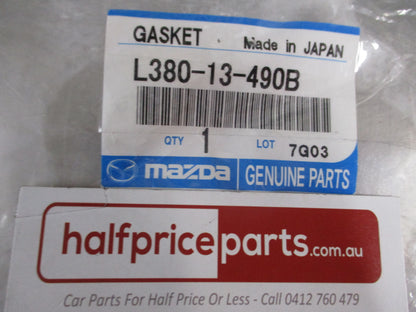 GASKET Made in JAPAN
L380-13-490B
QTY 1 LOT 7G03
mazda GENUINE PARTS
halfpriceparts.com.au
Car Parts For Half Price Or Less - Call 0412 760 479